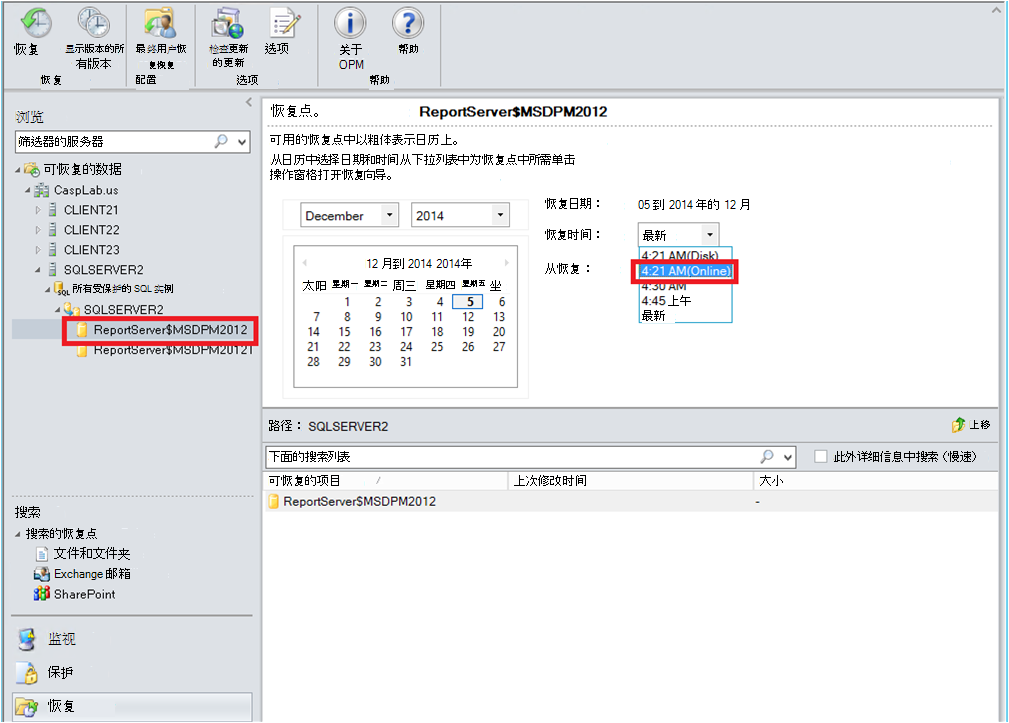 恢复
显示版本的所
有版本
最终用户恢
复恢复
检查更新
的更新
选项
关于
OPM
帮助
恢复
配置
选项
帮助
浏览
筛选器的服务器
可恢复的数据
CaspLab.us
CLIENT21
CLIENT22
CLIENT23
SQLSERVER2
所有受保护的 SQL 实例
SQLSERVER2
ReportServer$MSDPM2012
ReportServer$MSDPM2012T
搜索
搜索的恢复点
文件和文件夹
Exchange 邮箱
SharePoint
监视
保护
恢复
恢复点。 ReportServer$MSDPM2012
可用的恢复点中以粗体表示日历上。
从日历中选择日期和时间从下拉列表中为恢复点中所需单击
操作窗格打开恢复向导。
December 2014
12 月到 2014 2014年
太阳 星期一 星期二 周三 星期四 星期五 坐
1 2 3 4 5 6
7 8 9 10 11 12 13
14 15 16 17 18 19 20
21 22 23 24 25 26 27
28 29 30 31
恢复日期： 05 到 2014 年的 12 月
恢复时间： 最新
从恢复：
4:21 AM(Disk)
4:21 AM(Online)
4:30 AM
4:45 上午
最新
路径： SQLSERVER2 上移
下面的搜索列表 此外详细信息中搜索（慢速）
可恢复的项目 / 上次修改时间 大小
ReportServer$MSDPM2012 -